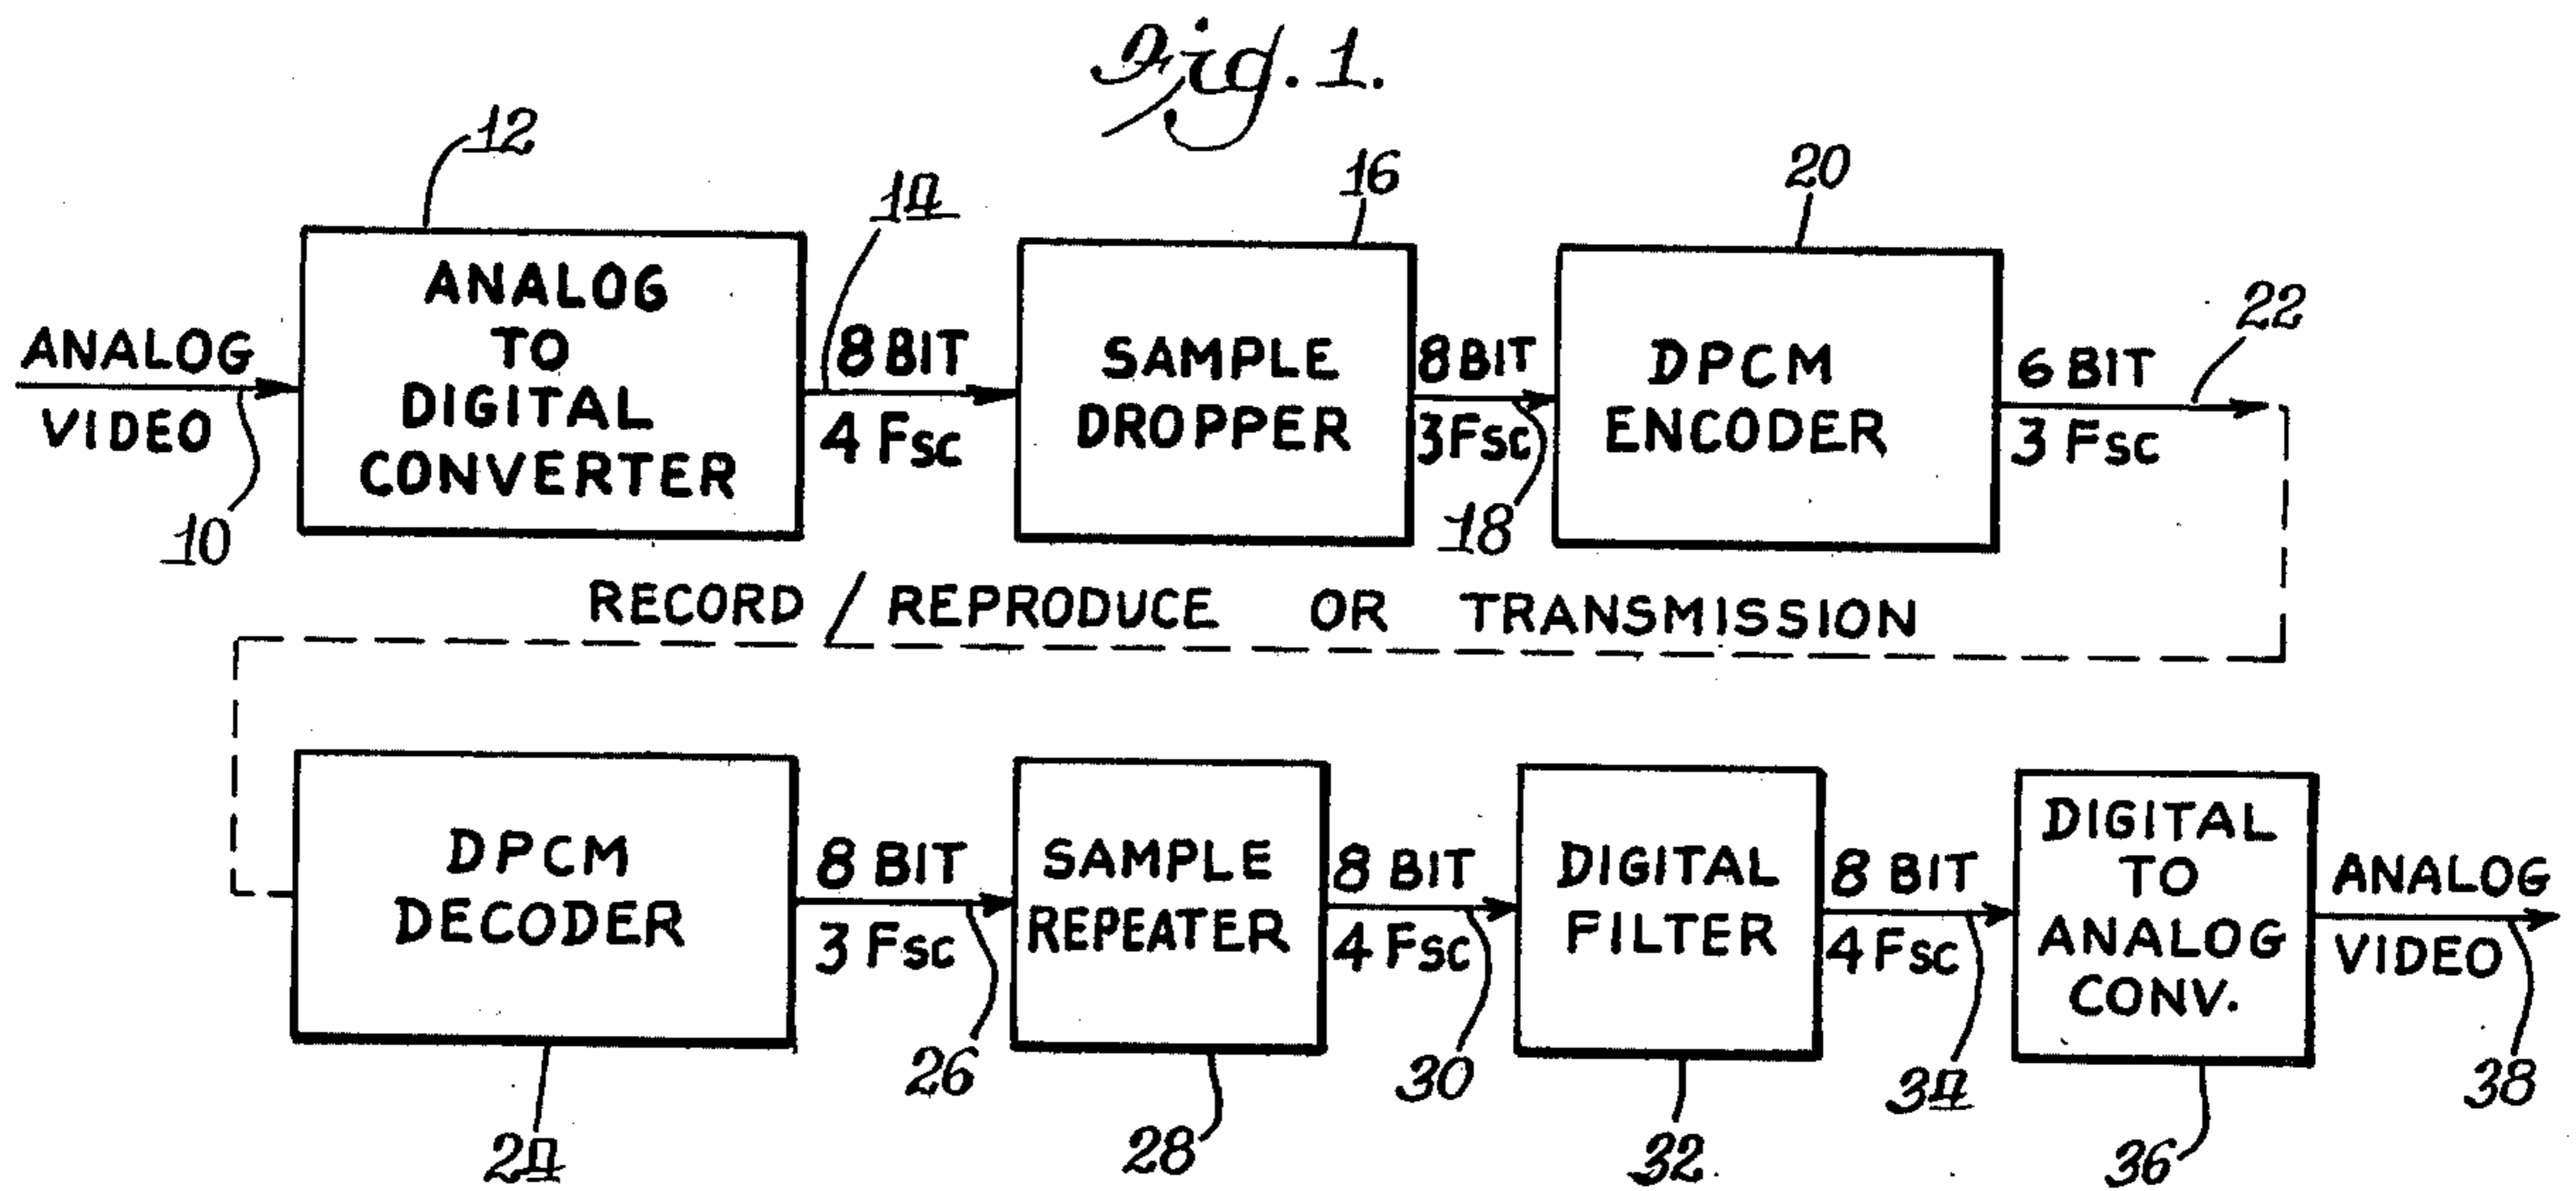 Fig. 1.
12
14
16
20
22
ANALOG
VIDEO
10
ANALOG
TO
DIGITAL
CONVERTER
8 BIT
4 FSC
SAMPLE
DROPPER
8 BIT
3 FSC
18
DPCM
ENCODER
6 BIT
3 FSC
RECORD / REPRODUCE OR TRANSMISSION
DPCM
DECODER
24
8 BIT
3 FSC
26
SAMPLE
REPEATER
28
8 BIT
4 FSC
30
DIGITAL
FILTER
32
8 BIT
4 FSC
34
DIGITAL
TO
ANALOG
CONV.
36
ANALOG
VIDEO
38